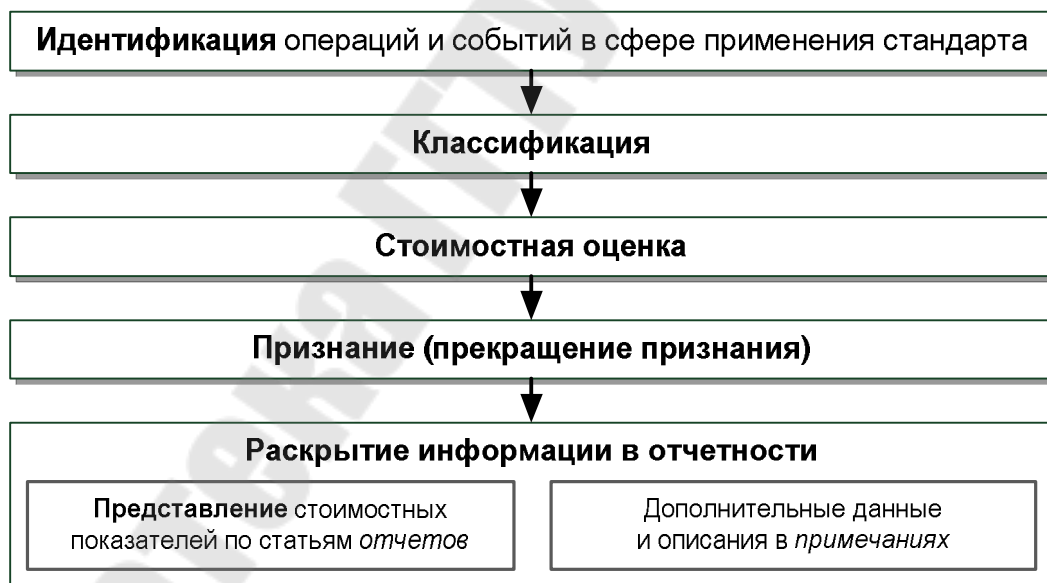 Идентификация операций и событий в сфере применения стандарта
Классификация
Стоимостная оценка
Признание (прекращение признания)
Раскрытие информации в отчетности
Представление стоимостных
показателей по статьям отчетов
Дополнительные данные
и описания в примечаниях